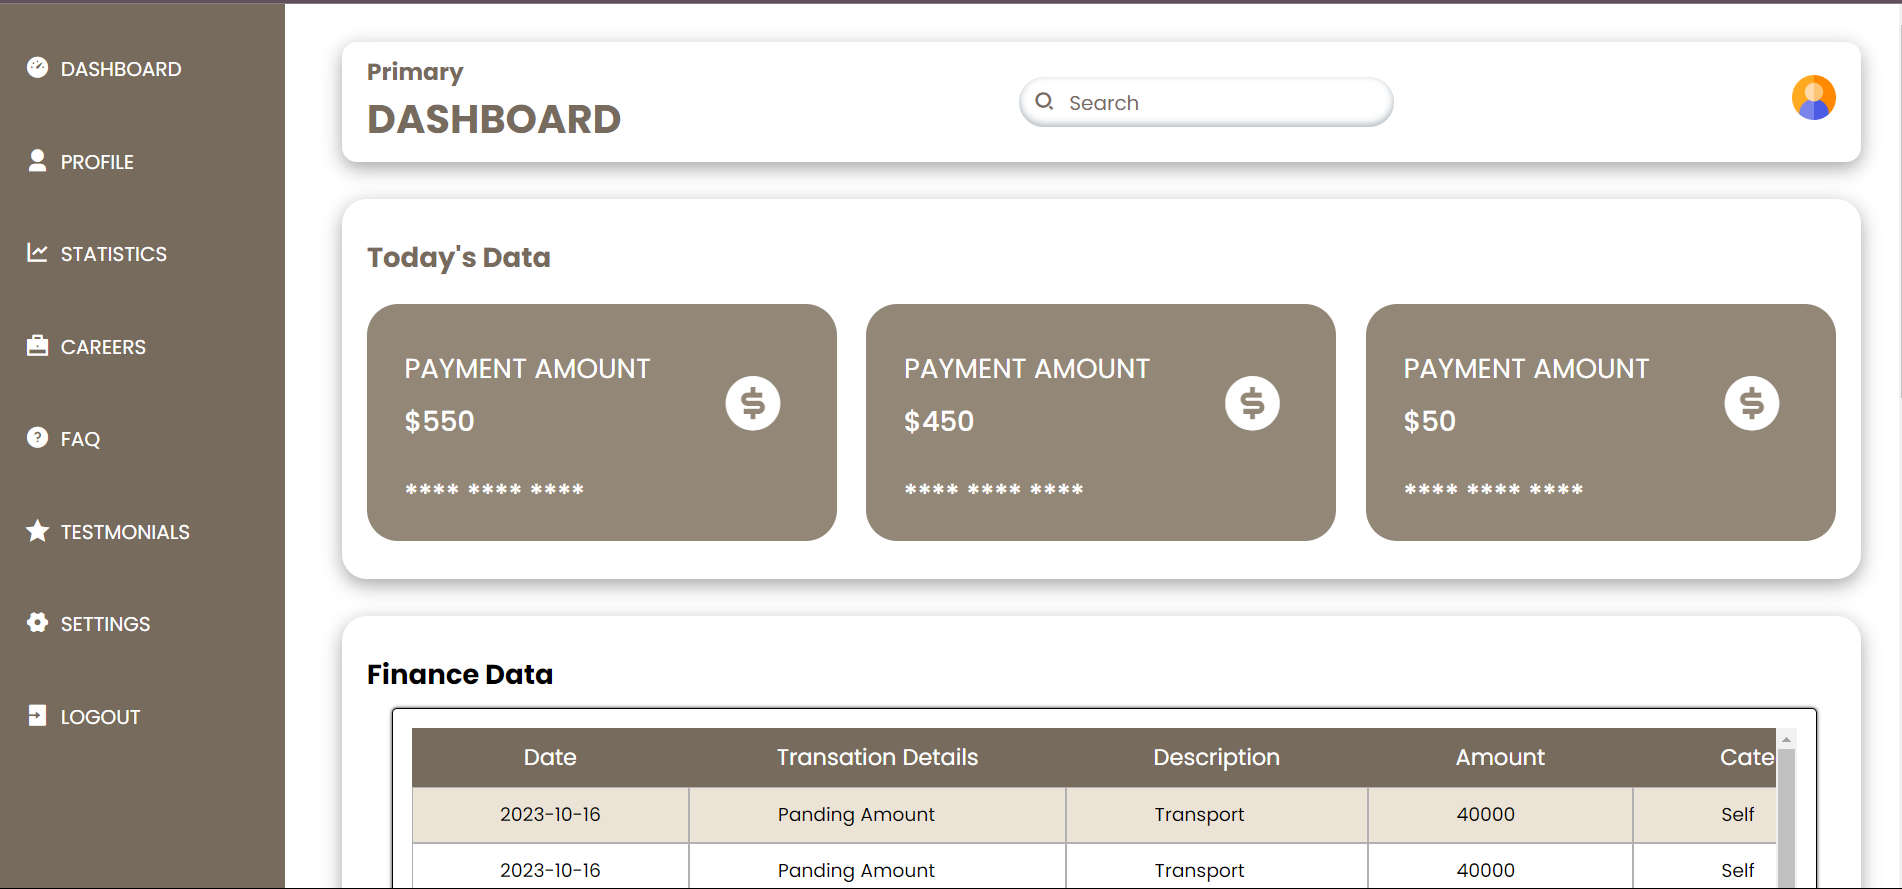 DASHBOARD
PROFILE
STATISTICS
CAREERS
FAQ
TESTMONIALS
SETTINGS
LOGOUT
Primary
DASHBOARD
Search
Today's Data
PAYMENT AMOUNT
$550
**** **** ****
PAYMENT AMOUNT
$450
**** **** ****
PAYMENT AMOUNT
$50
**** **** ****
Finance Data
Date Transation Details Description Amount Cate
2023-10-16 Panding Amount Transport 40000 Self
2023-10-16 Panding Amount Transport 40000 Self